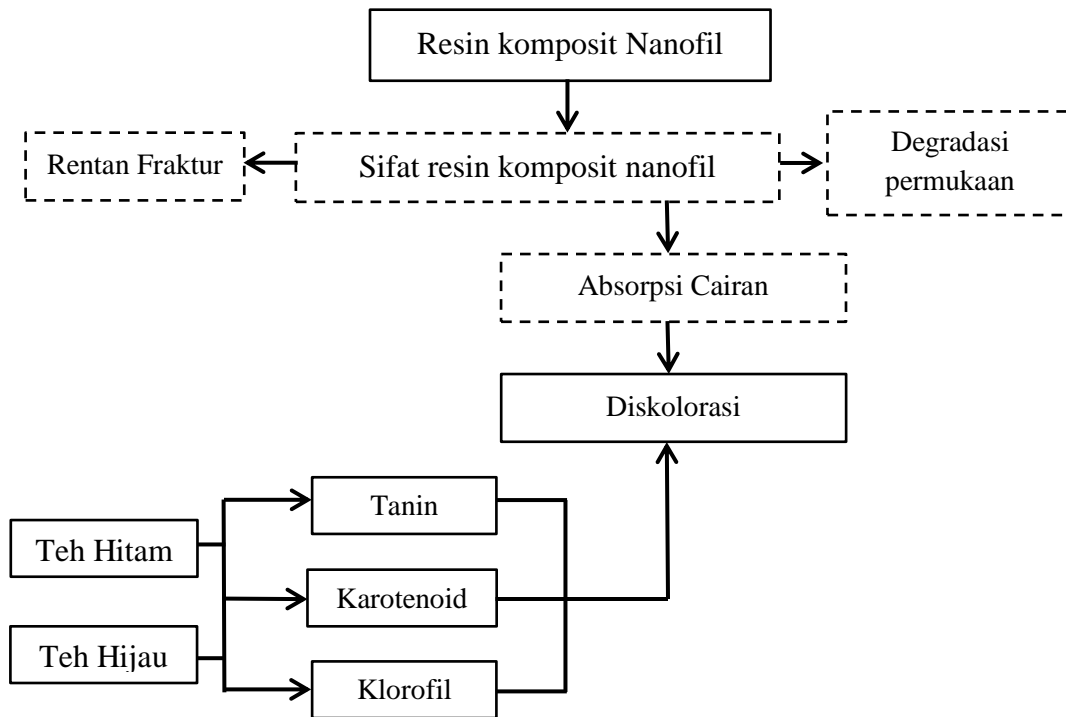 Resin komposit Nanofil
Rentan Fraktur
Sifat resin komposit nanofil
Degradasi
permukaan
Absorpsi Cairan
Diskolorasi
Tanin
Teh Hitam
Karotenoid
Teh Hijau
Klorofil